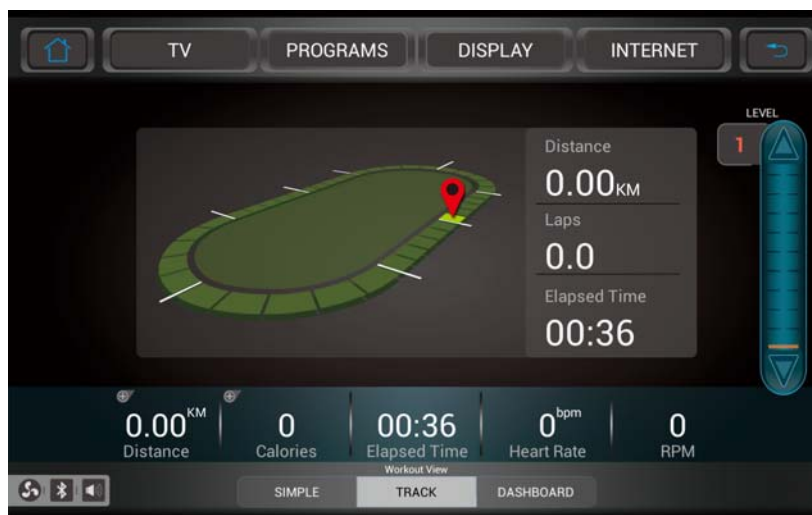 TV PROGRAMS DISPLAY INTERNET
LEVEL
1
Distance
0.00KM
Laps
0.0
Elapsed Time
00:36
0.00KM 0 00:36 0bpm 0
Distance Calories Elapsed Time Heart Rate RPM
Workout View
SIMPLE TRACK DASHBOARD